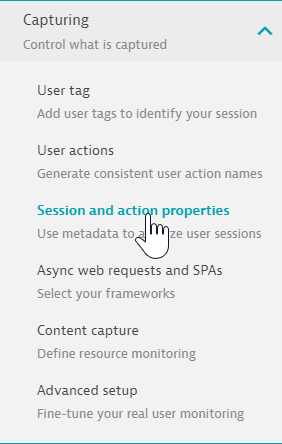 Capturing
Control what is captured
User tag
Add user tags to identify your session
User actions
Generate consistent user action names
Session and action properties
Use metadata to ze user sessions
Async web requests and SPAs
Select your frameworks
Content capture
Define resource monitoring
Advanced setup
Fine-tune your real user monitoring